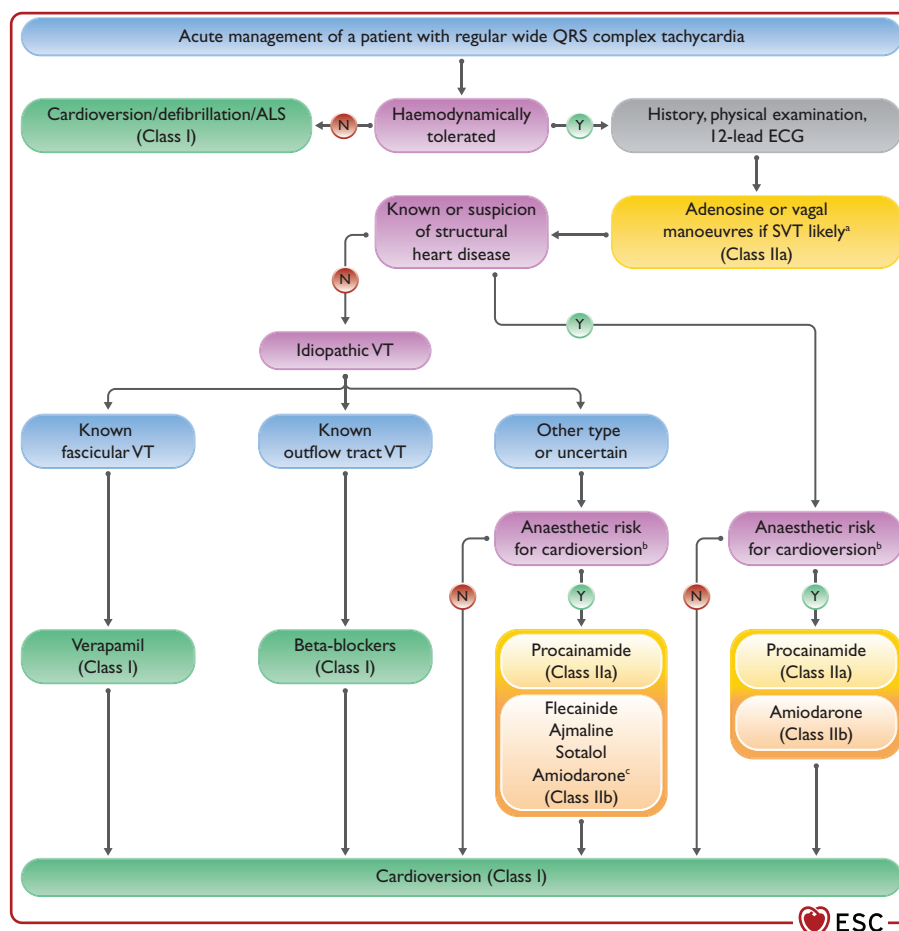 Acute management of a patient with regular wide QRS complex tachycardia
Cardioversion/defibrillation/ALS
(Class I)
N
Haemodynamically
tolerated
Y
History, physical examination,
12-lead ECG
Known or suspicion
of structural
heart disease
Adenosine or vagal
manoeuvres if SVT likelyᵃ
(Class IIa)
N
Y
Idiopathic VT
Known
fascicular VT
Known
outflow tract VT
Other type
or uncertain
Anaesthetic risk
for cardioversionᵇ
Anaesthetic risk
for cardioversionᵇ
N
Y
N
Y
Verapamil
(Class I)
Beta-blockers
(Class I)
Procainamide
(Class IIa)
Flecainide
Ajmaline
Sotalol
Amiodaroneᶜ
(Class IIb)
Procainamide
(Class IIa)
Amiodarone
(Class IIb)
Cardioversion (Class I)
ESC